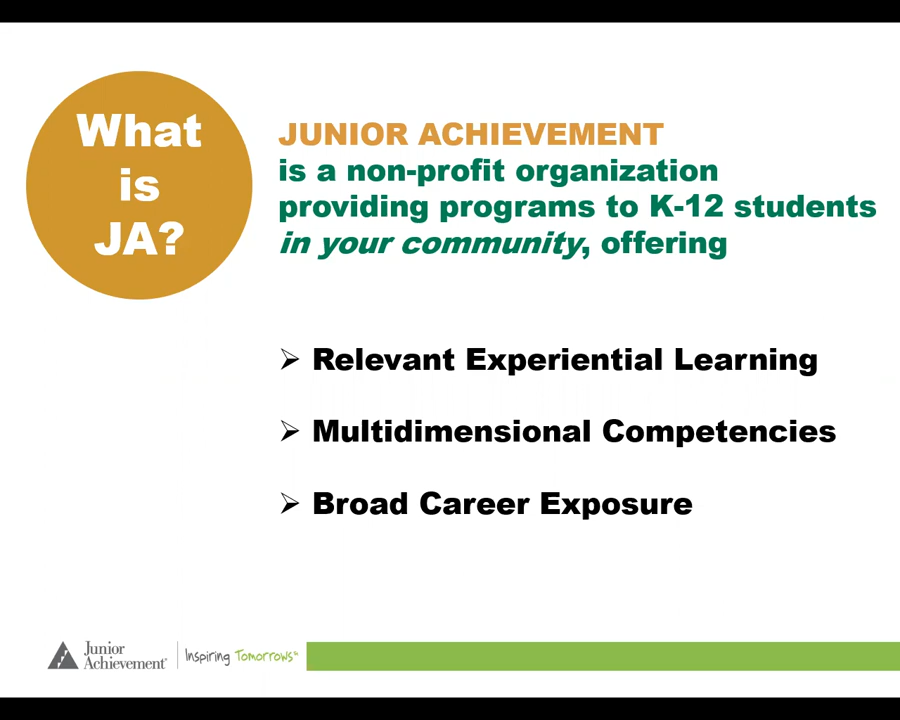 What
is
JA?
JUNIOR ACHIEVEMENT
is a non-profit organization
providing programs to K-12 students
in your community, offering
➢ Relevant Experiential Learning
➢ Multidimensional Competencies
➢ Broad Career Exposure
Junior
Achievement®
Inspiring Tomorrows™